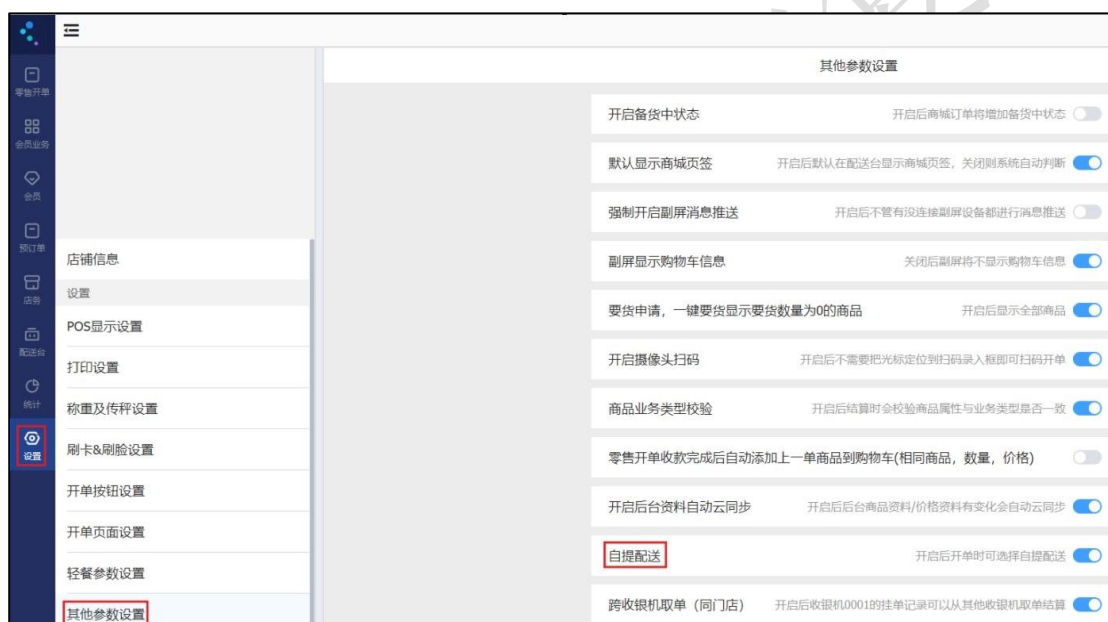 其他参数设置
零售开单
会员业务
会员
预订单
店务
配送台
统计
设置
店铺信息
设置
POS显示设置
打印设置
称重及传秤设置
刷卡&刷脸设置
开单按钮设置
开单页面设置
轻餐参数设置
其他参数设置
开启备货中状态 开启后商城订单将增加备货中状态
默认显示商城页签 开启后默认在配送台显示商城页签，关闭则系统自动判断
强制开启副屏消息推送 开启后不管有没连接副屏设备都进行消息推送
副屏显示购物车信息 关闭后副屏将不显示购物车信息
要货申请，一键要货显示要货数量为0的商品 开启后显示全部商品
开启摄像头扫码 开启后不需要把光标定位到扫码录入框即可扫码开单
商品业务类型校验 开启后结算时会校验商品属性与业务类型是否一致
零售开单收款完成后自动添加上一单商品到购物车(相同商品，数量，价格)
开启后台资料自动云同步 开启后后台商品资料/价格资料有变化会自动云同步
自提配送 开启后开单时可选择自提配送
跨收银机取单（同门店） 开启后收银机0001的挂单记录可以从其他收银机取单结算